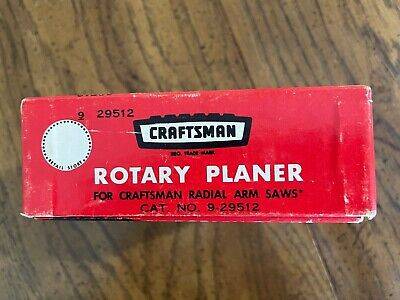 9 29512
CRAFTSMAN
REG. TRADE MARK
ROTARY PLANER
FOR CRAFTSMAN RADIAL ARM SAWS
CAT. NO. 9-29512